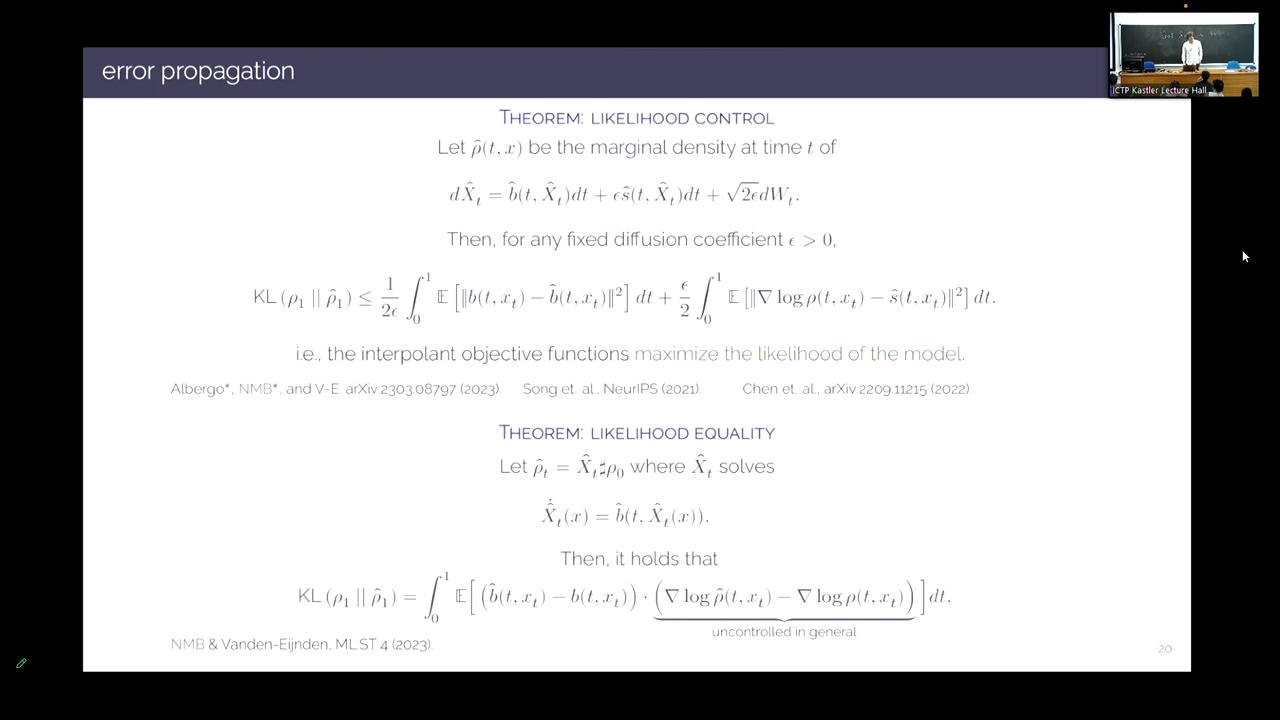 error propagation
ICTP Kastler Lecture Hall
THEOREM: LIKELIHOOD CONTROL
Let ρ̂(t, x) be the marginal density at time t of
dX̂_t = b̂(t, X̂_t)dt + ϵŝ(t, X̂_t)dt + √2ϵdW_t.
Then, for any fixed diffusion coefficient ϵ > 0,
KL (ρ_1 || ρ̂_1) ≤ 1/2ϵ ∫_0^1 𝔼 [‖b(t, x_t) − b̂(t, x_t)‖²] dt + ϵ/2 ∫_0^1 𝔼 [‖∇ log ρ(t, x_t) − ŝ(t, x_t)‖²] dt.
i.e., the interpolant objective functions maximize the likelihood of the model.
Albergo*, NMB*, and V-E. arXiv:2303.08797 (2023). Song et. al., NeurIPS (2021). Chen et. al., arXiv 2209.11215 (2022).
THEOREM: LIKELIHOOD EQUALITY
Let ρ̂_t = X̂_t♯ρ_0 where X̂_t solves
Ẋ̂_t(x) = b̂(t, X̂_t(x)).
Then, it holds that
KL (ρ_1 || ρ̂_1) = ∫_0^1 𝔼[ (b̂(t, x_t) − b(t, x_t)) · (∇ log ρ̂(t, x_t) − ∇ log ρ(t, x_t)) ]dt.
uncontrolled in general
NMB & Vanden-Eijnden, MLST 4 (2023).
20